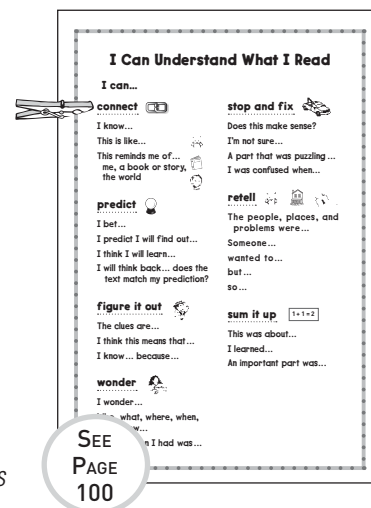 I Can Understand What I Read
I can...
connect
I know...
This is like...
This reminds me of...
me, a book or story,
the world
predict
I bet...
I predict I will find out...
I think I will learn...
I will think back... does the
text match my prediction?
figure it out
The clues are...
I think this means that...
I know... because...
wonder
I wonder...
what, where, when,
I had was...
stop and fix
Does this make sense?
I'm not sure...
A part that was puzzling...
I was confused when...
retell
The people, places, and
problems were...
Someone...
wanted to...
but...
so...
sum it up
1+1=2
This was about...
I learned...
An important part was...
SEE
PAGE
100